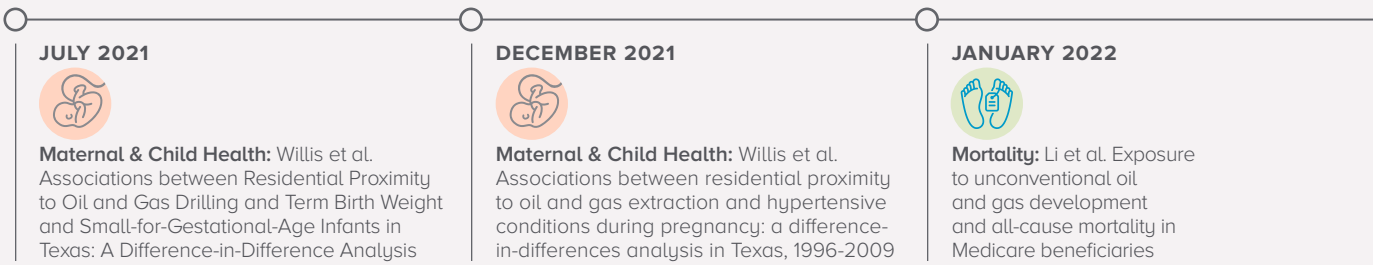 JULY 2021
Maternal & Child Health: Willis et al.
Associations between Residential Proximity
to Oil and Gas Drilling and Term Birth Weight
and Small-for-Gestational-Age Infants in
Texas: A Difference-in-Difference Analysis
DECEMBER 2021
Maternal & Child Health: Willis et al.
Associations between residential proximity
to oil and gas extraction and hypertensive
conditions during pregnancy: a difference-
in-differences analysis in Texas, 1996-2009
JANUARY 2022
Mortality: Li et al. Exposure
to unconventional oil
and gas development
and all-cause mortality in
Medicare beneficiaries